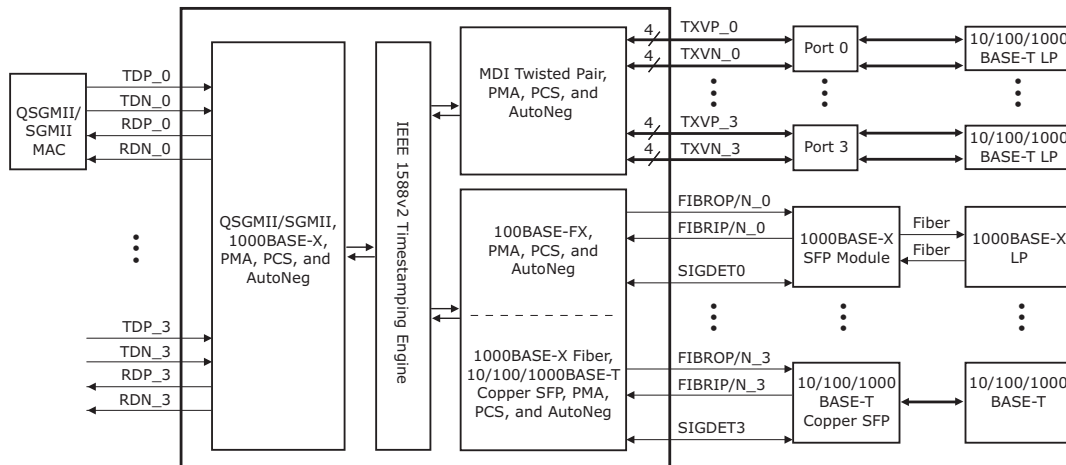 QSGMII/
SGMII
MAC
TDP_0
TDN_0
RDP_0
RDN_0
TDP_3
TDN_3
RDP_3
RDN_3
QSGMII/SGMII,
1000BASE-X,
PMA, PCS, and
AutoNeg
IEEE 1588v2 Timestamping Engine
MDI Twisted Pair,
PMA, PCS, and
AutoNeg
100BASE-FX,
PMA, PCS, and
AutoNeg
1000BASE-X Fiber,
10/100/1000BASE-T
Copper SFP, PMA,
PCS, and AutoNeg
4 TXVP_0
4 TXVN_0
4 TXVP_3
4 TXVN_3
Port 0
Port 3
10/100/1000
BASE-T LP
10/100/1000
BASE-T LP
FIBROP/N_0
FIBRIP/N_0
SIGDET0
1000BASE-X
SFP Module
Fiber
Fiber
1000BASE-X
LP
FIBROP/N_3
FIBRIP/N_3
SIGDET3
10/100/1000
BASE-T
Copper SFP
10/100/1000
BASE-T